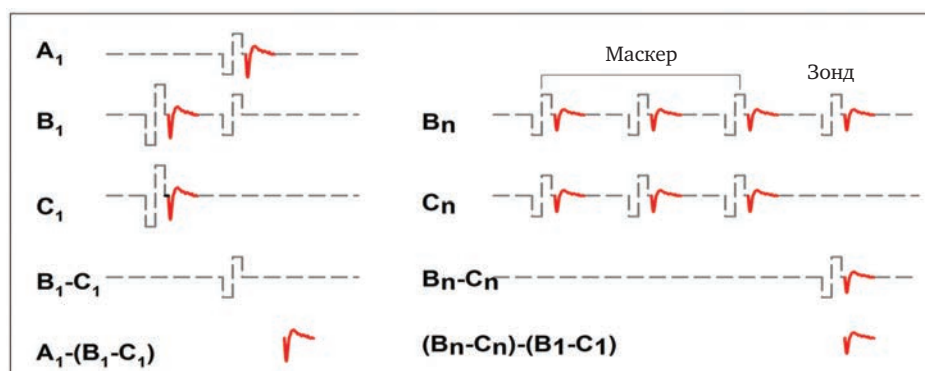 A₁
B₁
C₁
B₁-C₁
A₁-(B₁-C₁)
Маскер Зонд
Bn
Cn
Bn-Cn
(Bn-Cn)-(B₁-C₁)